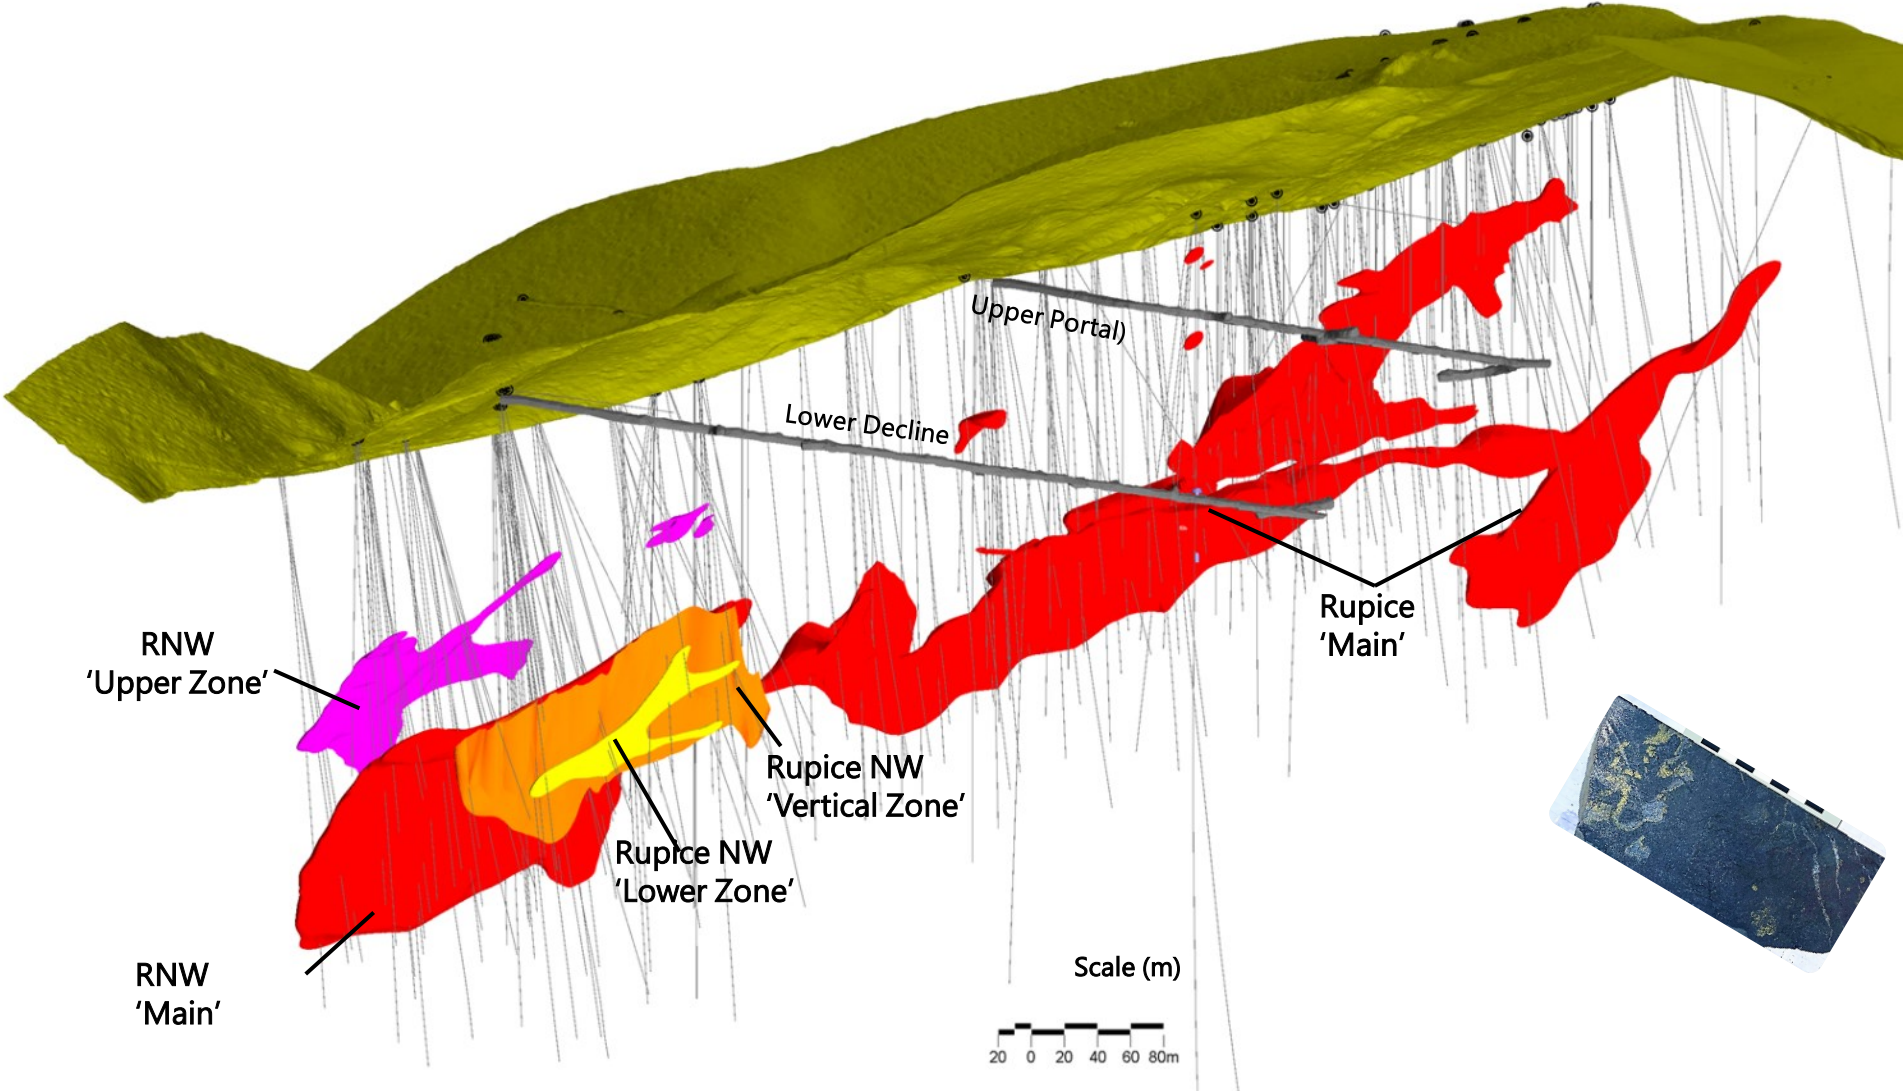 Upper Portal)
Lower Decline
RNW
‘Upper Zone’
Rupice
‘Main’
Rupice NW
‘Vertical Zone’
Rupice NW
‘Lower Zone’
RNW
‘Main’
Scale (m)
20 0 20 40 60 80m